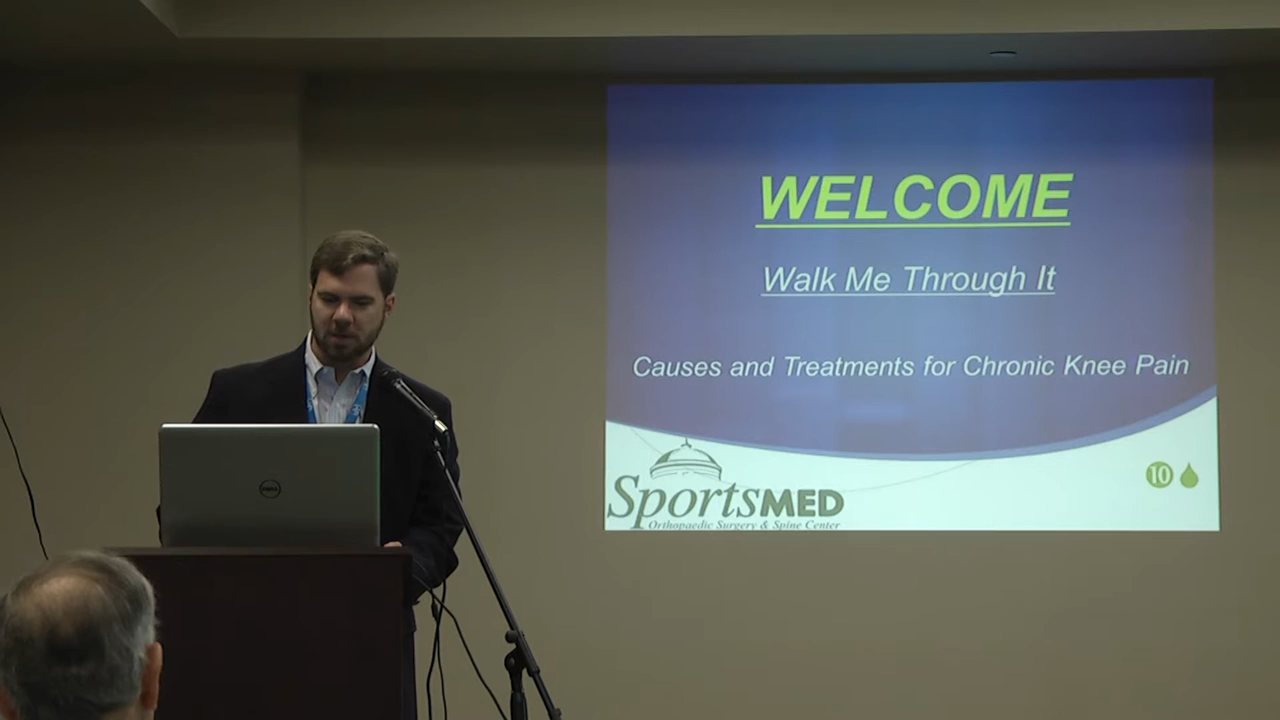 WELCOME
Walk Me Through It
Causes and Treatments for Chronic Knee Pain
SportsMED
Orthopaedic Surgery & Spine Center
10
DELL